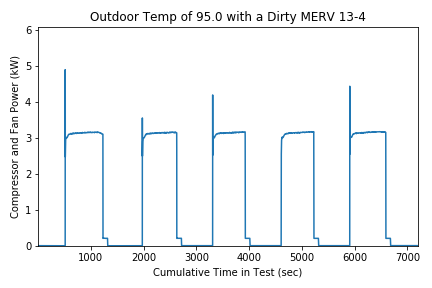 Outdoor Temp of 95.0 with a Dirty MERV 13-4
Compressor and Fan Power (kW)
6
5
4
3
2
1
0
1000 2000 3000 4000 5000 6000 7000
Cumulative Time in Test (sec)